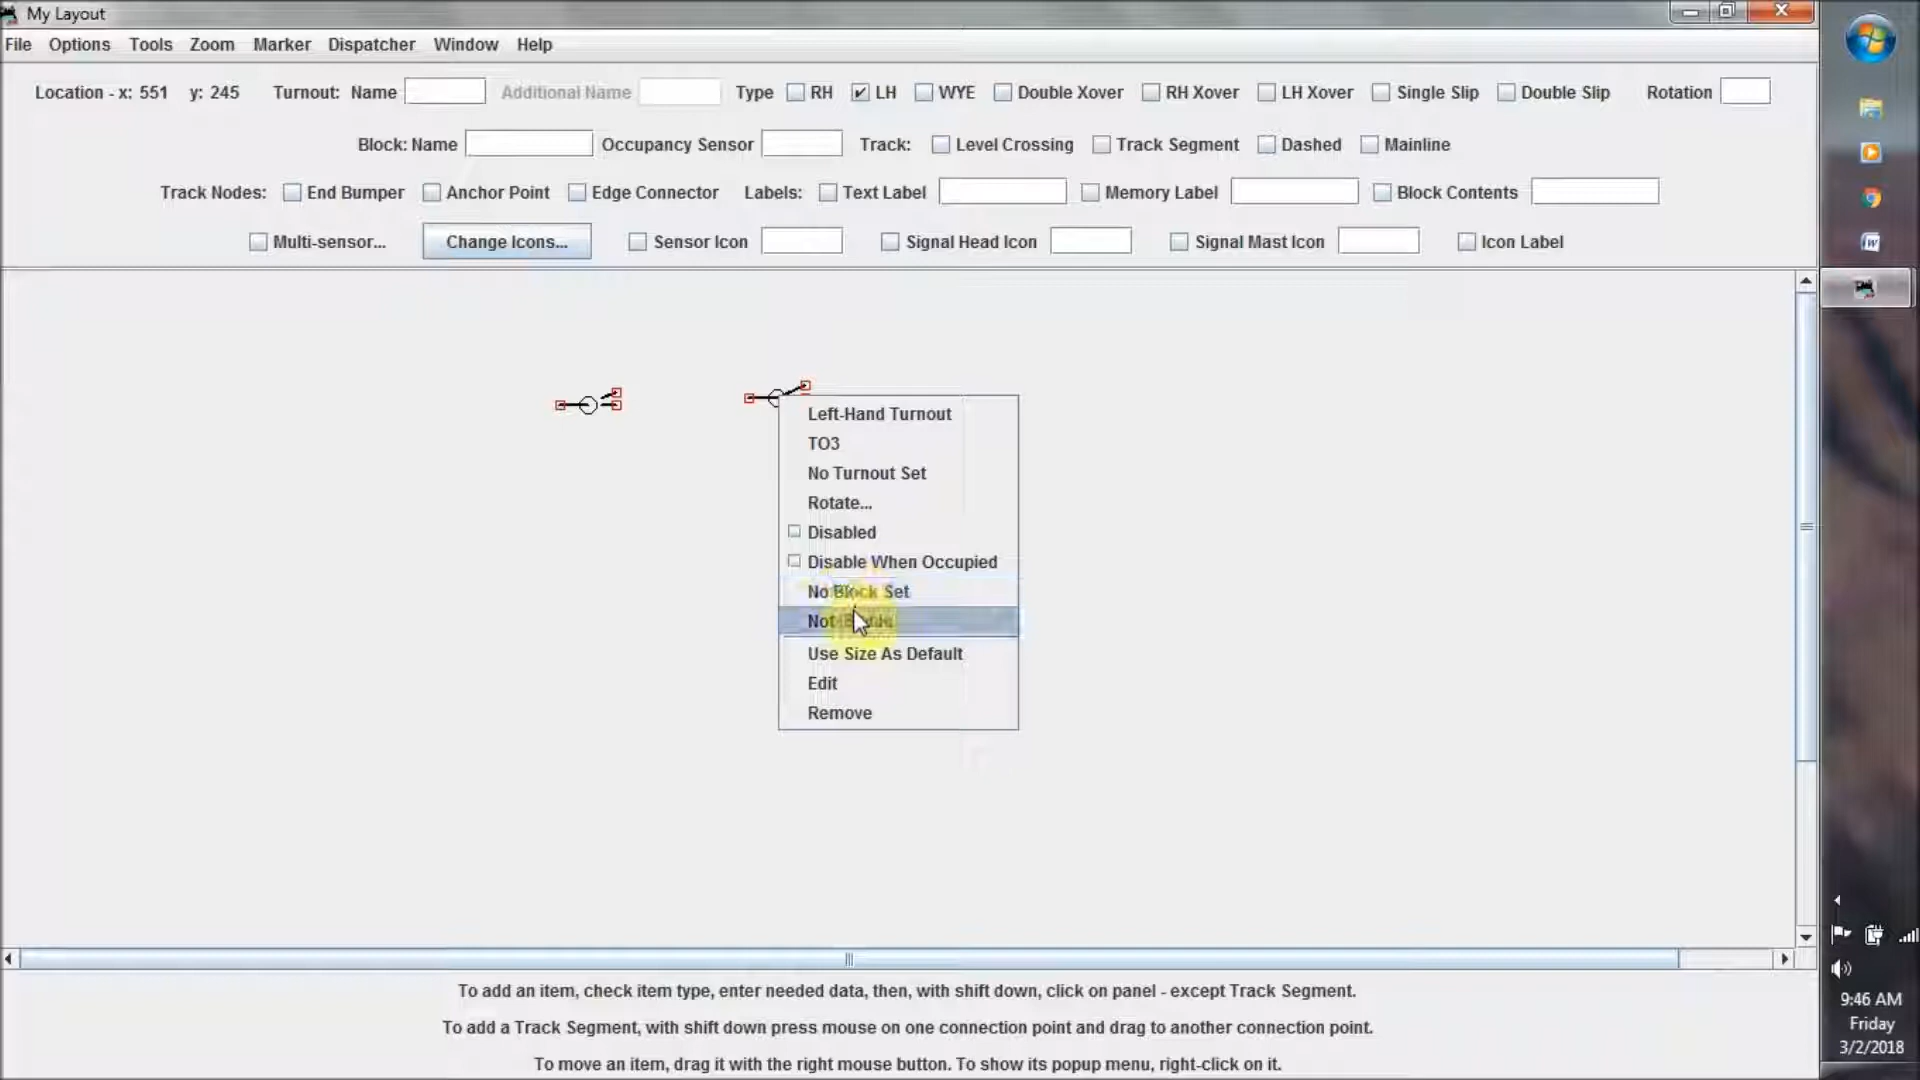 My Layout
File Options Tools Zoom Marker Dispatcher Window Help
Location - x: 551 y: 245 Turnout: Name Additional Name Type RH LH WYE Double Xover RH Xover LH Xover Single Slip Double Slip Rotation
Block: Name Occupancy Sensor Track: Level Crossing Track Segment Dashed Mainline
Track Nodes: End Bumper Anchor Point Edge Connector Labels: Text Label Memory Label Block Contents
Multi-sensor... Change Icons... Sensor Icon Signal Head Icon Signal Mast Icon Icon Label
Left-Hand Turnout
TO3
No Turnout Set
Rotate...
Disabled
Disable When Occupied
No Block Set
Not
Use Size As Default
Edit
Remove
To add an item, check item type, enter needed data, then, with shift down, click on panel - except Track Segment.
To add a Track Segment, with shift down press mouse on one connection point and drag to another connection point.
To move an item, drag it with the right mouse button. To show its popup menu, right-click on it.
9:46 AM
Friday
3/2/2018